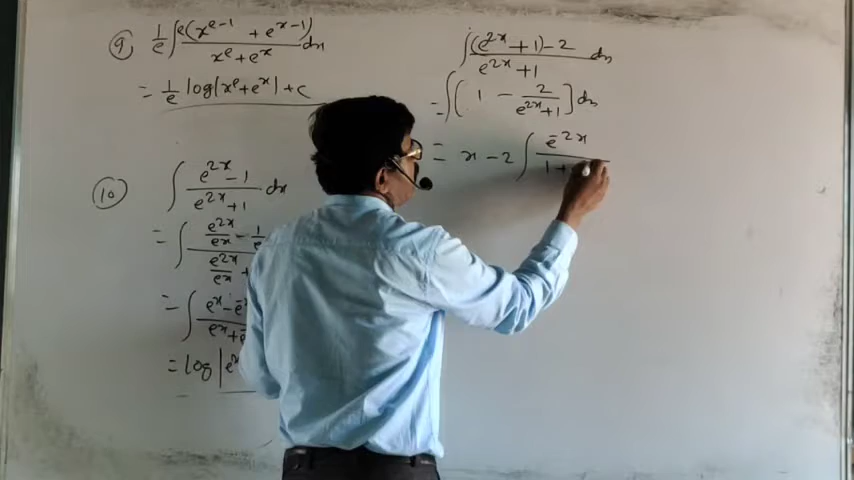 ⑨ 1/e ∫ e(x^(e-1) + e^(x-1)) / (x^e + e^x) dx
= 1/e log|x^e + e^x| + c
⑩ ∫ (e^(2x) - 1) / (e^(2x) + 1) dx
= ∫ (e^(2x)/e^x - 1/e) / (e^(2x)/e^x +
= ∫ (e^x - e^-) / (e^x + e^-
= log |e^x
∫ ((e^(2x) + 1) - 2) / (e^(2x) + 1) dx
= ∫ ( 1 - 2/(e^(2x) + 1) ] dx
= x - 2 ∫ e^(-2x) / (1 +